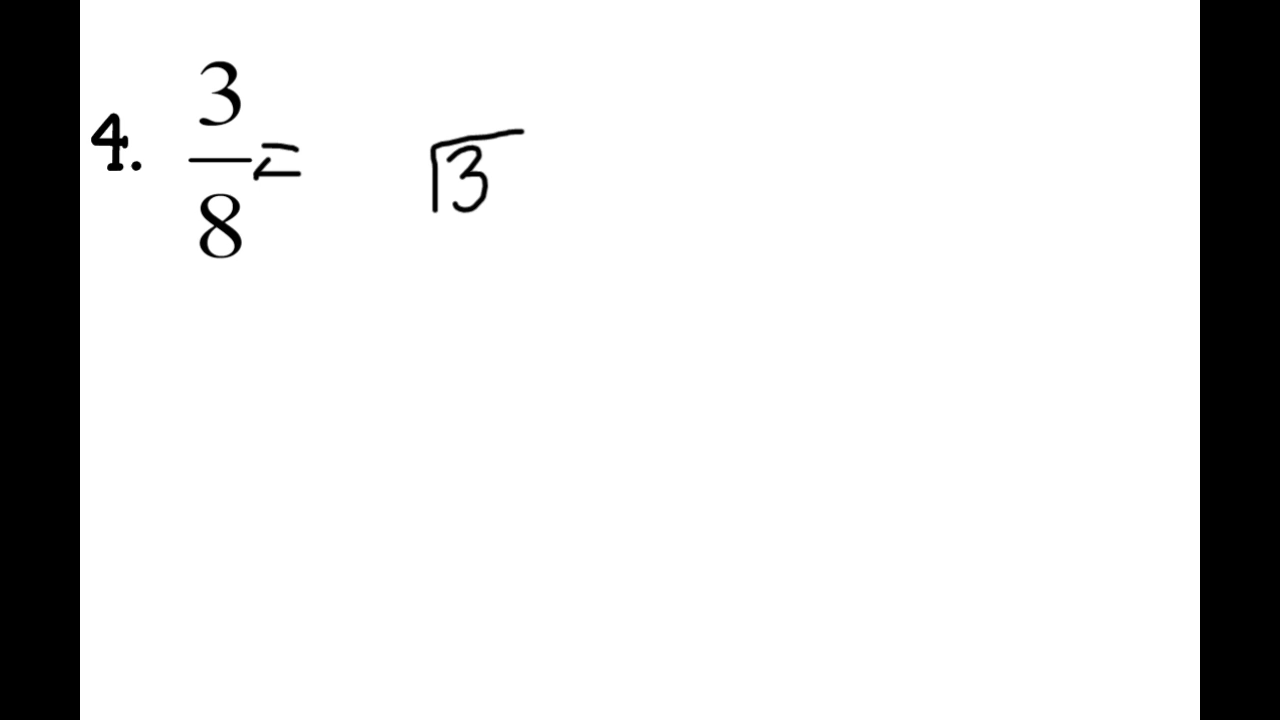 4. 3/8 = √3